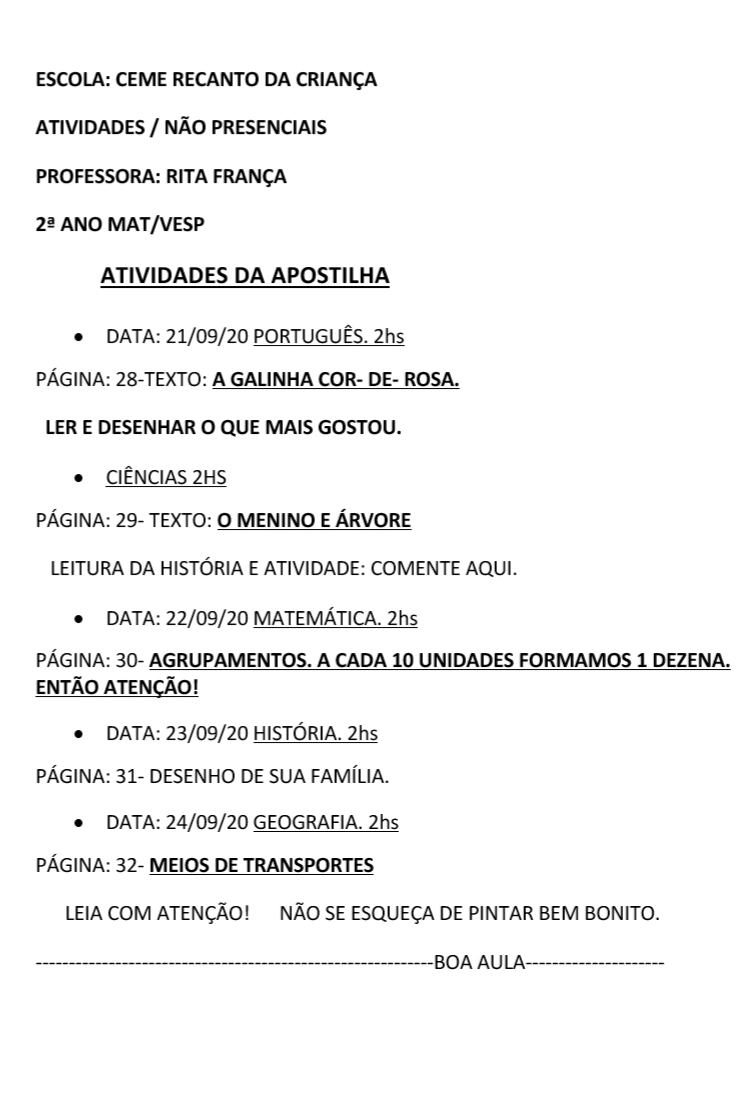 ESCOLA: CEME RECANTO DA CRIANÇA
ATIVIDADES / NÃO PRESENCIAIS
PROFESSORA: RITA FRANÇA
2ª ANO MAT/VESP
ATIVIDADES DA APOSTILHA
• DATA: 21/09/20 PORTUGUÊS. 2hs
PÁGINA: 28-TEXTO: A GALINHA COR- DE- ROSA.
LER E DESENHAR O QUE MAIS GOSTOU.
• CIÊNCIAS 2HS
PÁGINA: 29- TEXTO: O MENINO E ÁRVORE
LEITURA DA HISTÓRIA E ATIVIDADE: COMENTE AQUI.
• DATA: 22/09/20 MATEMÁTICA. 2hs
PÁGINA: 30- AGRUPAMENTOS. A CADA 10 UNIDADES FORMAMOS 1 DEZENA.
ENTÃO ATENÇÃO!
• DATA: 23/09/20 HISTÓRIA. 2hs
PÁGINA: 31- DESENHO DE SUA FAMÍLIA.
• DATA: 24/09/20 GEOGRAFIA. 2hs
PÁGINA: 32- MEIOS DE TRANSPORTES
LEIA COM ATENÇÃO! NÃO SE ESQUEÇA DE PINTAR BEM BONITO.
------------------------------------------------------------BOA AULA---------------------